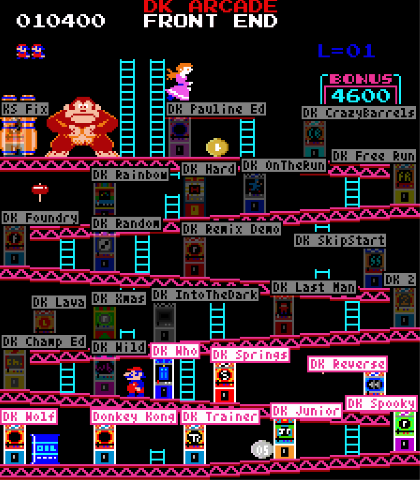 DK ARCADE
010400 FRONT END
L=01
BONUS
4600
KS Fix
DK Pauline Ed
DK CrazyBarrels
DK Rainbow
DK Hard
DK OnTheRun
DK Free Run
DK Foundry
DK Random
DK Remix Demo
DK SkipStart
DK Lava
DK Xmas
DK IntoTheDark
DK Last Man
DK 2
DK Champ Ed
DK Wild
DK Who
DK Springs
DK Reverse
DK Wolf
Donkey Kong
DK Trainer
DK Junior
DK Spooky
OIL